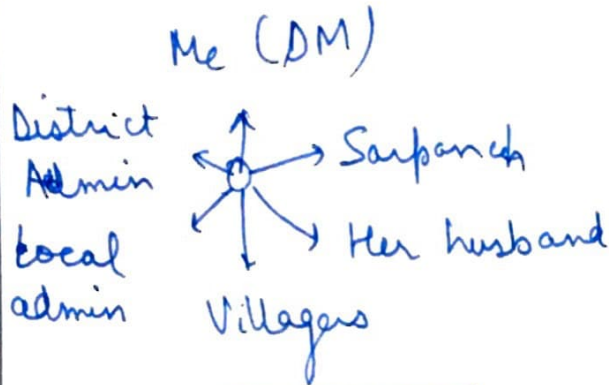 Me (DM)
District
Admin
Sarpanch
Local
admin
Her husband
Villagers